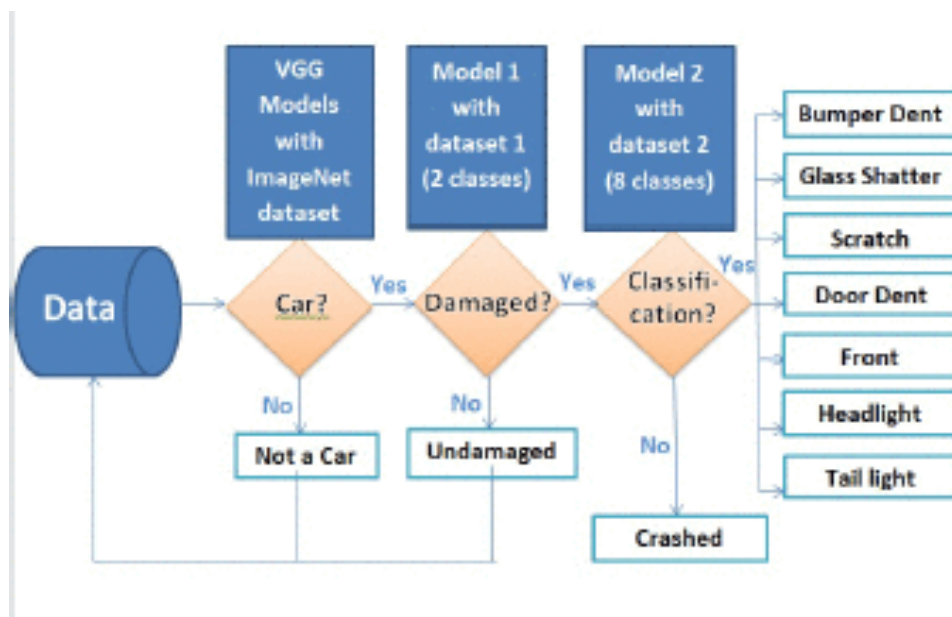 VGG
Models
with
ImageNet
dataset
Model 1
with
dataset 1
(2 classes)
Model 2
with
dataset 2
(8 classes)
Data
Car?
Yes
Damaged?
Yes
Classifi-
cation?
Yes
No
Not a Car
No
Undamaged
No
Crashed
Bumper Dent
Glass Shatter
Scratch
Door Dent
Front
Headlight
Tail light